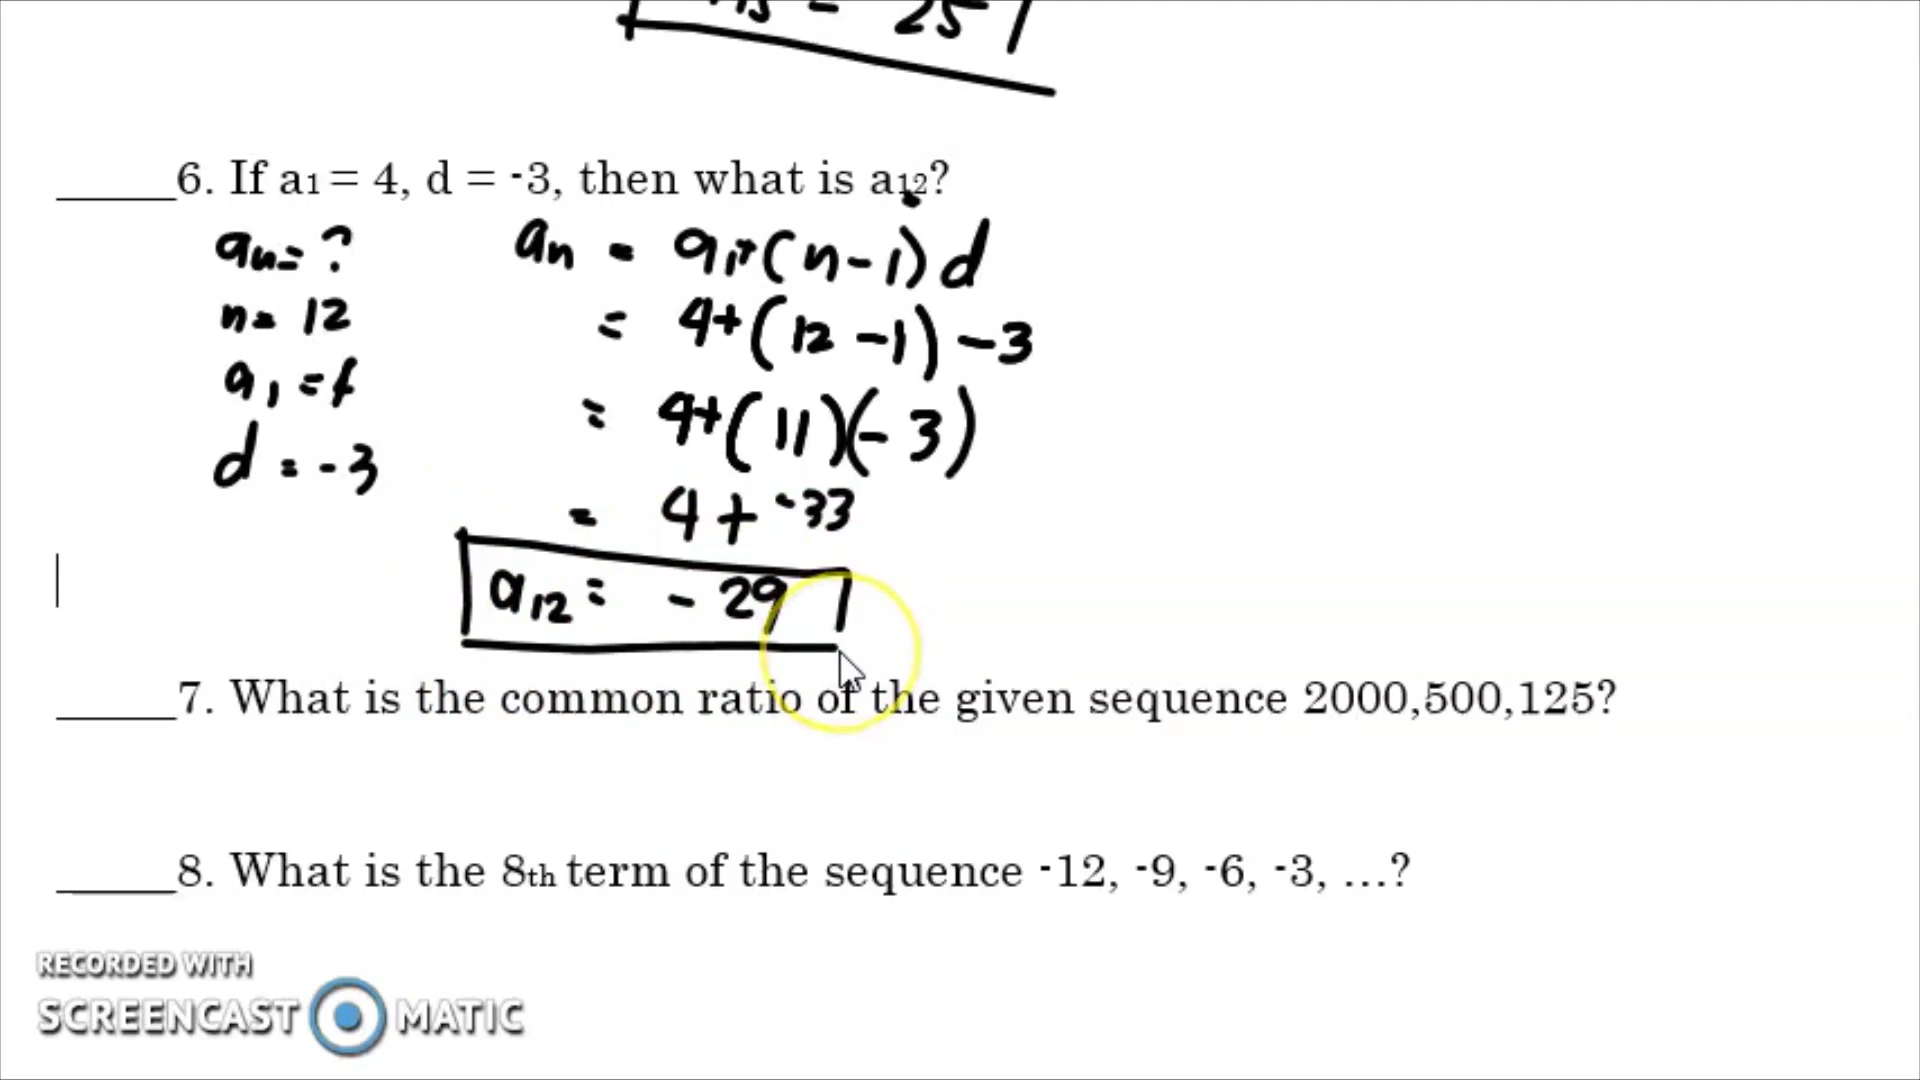 = 25
_____6. If a1 = 4, d = -3, then what is a12?
an = ?
n = 12
a1 = 4
d = -3
an = a1+(n-1)d
= 4+(12-1)-3
= 4+(11)(-3)
= 4+-33
a12 = -29
_____7. What is the common ratio of the given sequence 2000,500,125?
_____8. What is the 8th term of the sequence -12, -9, -6, -3, …?
RECORDED WITH
SCREENCAST MATIC